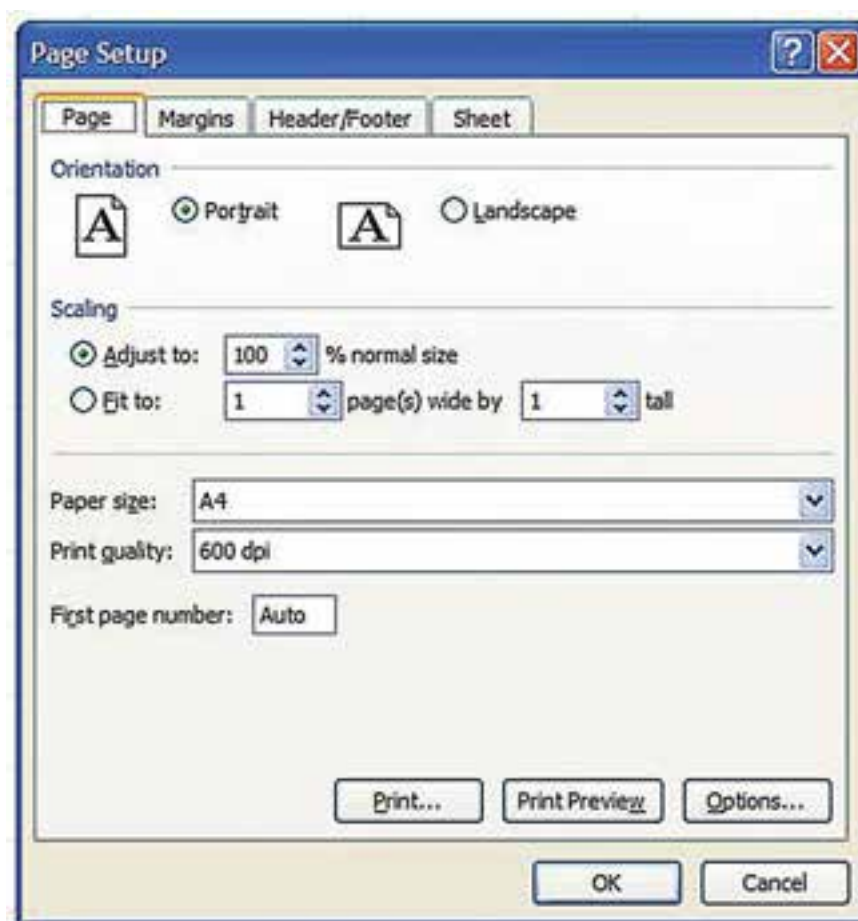 Page Setup
Page Margins Header/Footer Sheet
Orientation
A Portrait A Landscape
Scaling
Adjust to: 100 % normal size
Fit to: 1 page(s) wide by 1 tall
Paper size: A4
Print quality: 600 dpi
First page number: Auto
Print... Print Preview Options...
OK Cancel